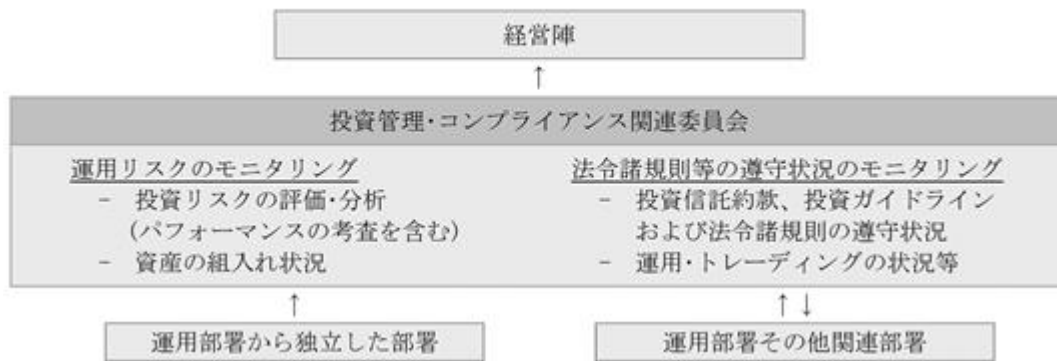 経営陣
↑
投資管理･コンプライアンス関連委員会
運用リスクのモニタリング
− 投資リスクの評価･分析
(パフォーマンスの考査を含む)
− 資産の組入れ状況
法令諸規則等の遵守状況のモニタリング
− 投資信託約款、投資ガイドライン
および法令諸規則の遵守状況
− 運用･トレーディングの状況等
↑
↑↓
運用部署から独立した部署
運用部署その他関連部署